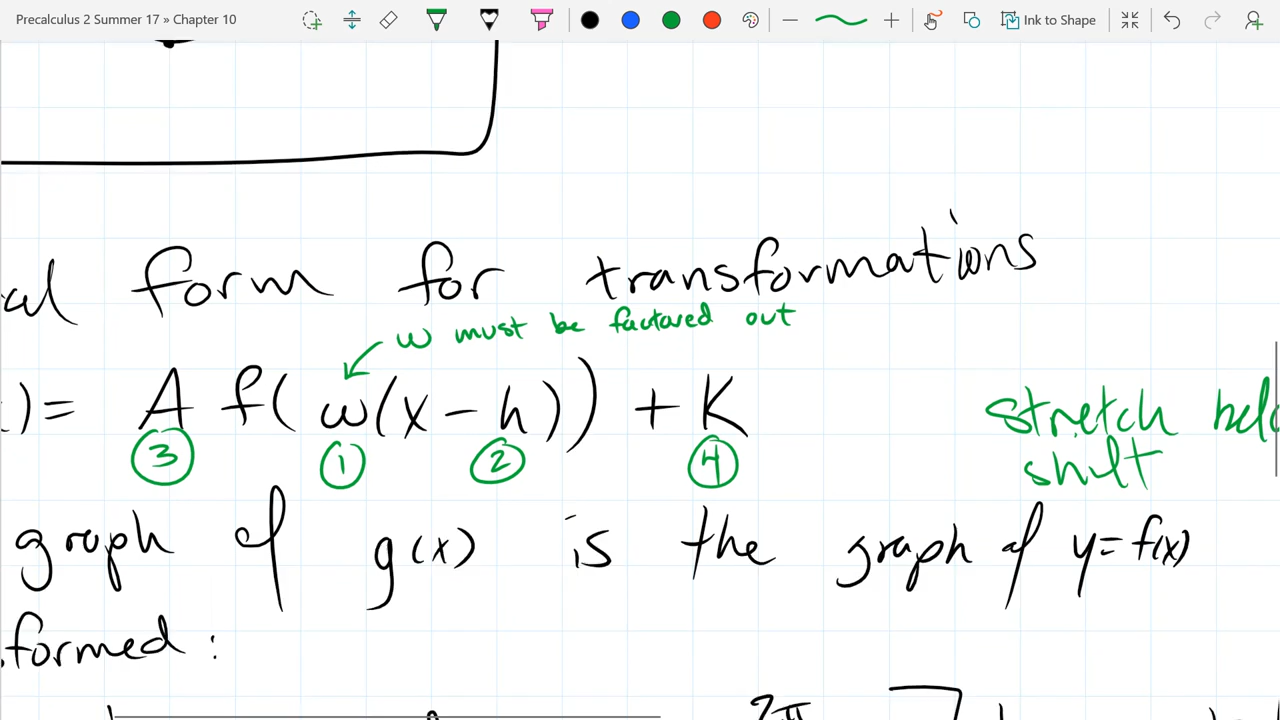 Precalculus 2 Summer 17 » Chapter 10
Ink to Shape
form for transformations
ω must be factored out
)= A f( ω(x - h)) + K
③ ① ② ④
stretch
shift
graph of g(x) is the graph of y= f(x)
formed:
2π